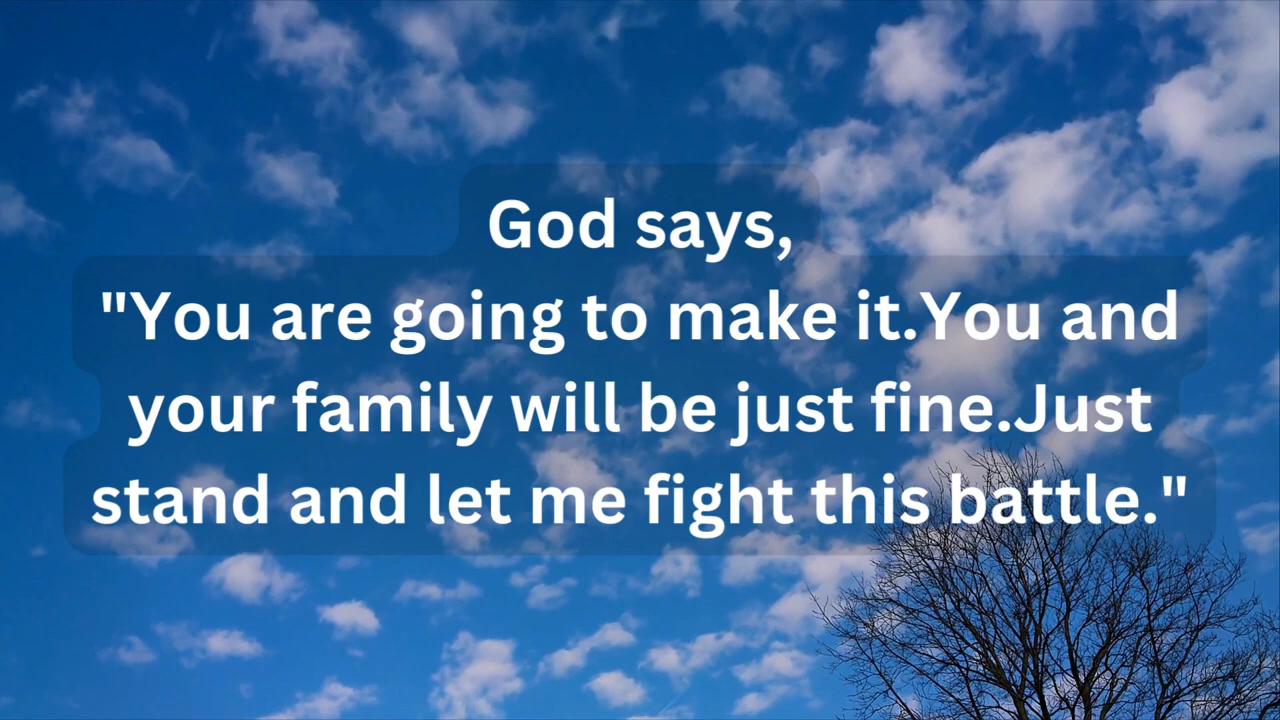 God says,
"You are going to make it.You and
your family will be just fine.Just
stand and let me fight this battle."